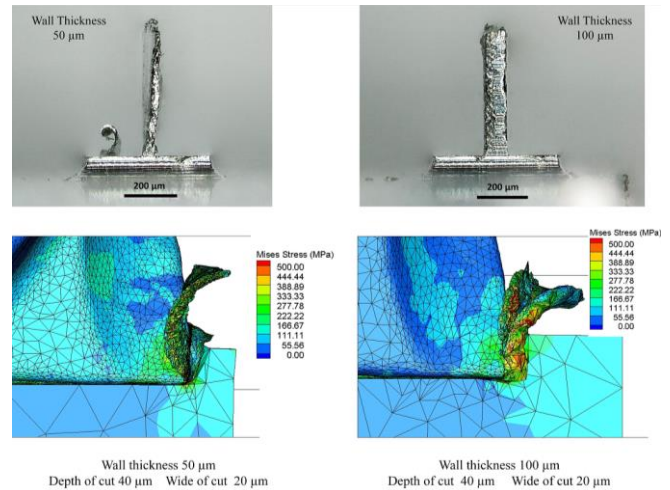 Wall Thickness
50 µm
200 µm
Wall Thickness
100 µm
200 µm
Mises Stress (MPa)
500.00
444.44
388.89
333.33
277.78
222.22
166.67
111.11
55.56
0.00
Mises Stress (MPa)
500.00
444.44
388.89
333.33
277.78
222.22
166.67
111.11
55.56
0.00
Wall thickness 50 µm
Depth of cut 40 µm Wide of cut 20 µm
Wall thickness 100 µm
Depth of cut 40 µm Wide of cut 20 µm